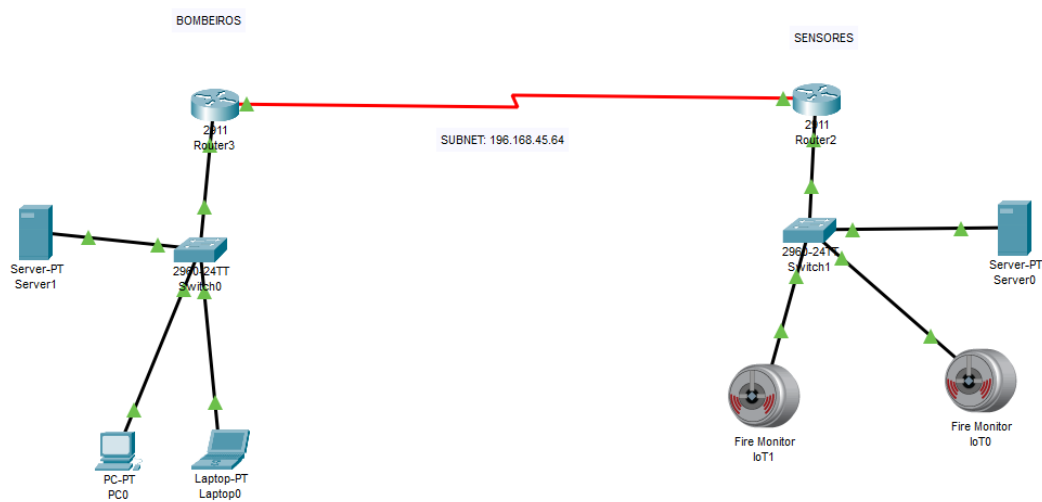 BOMBEIROS
SENSORES
2911
Router3
2911
Router2
SUBNET: 196.168.45.64
Server-PT
Server1
2960-24TT
Switch0
2960-24TT
Switch1
Server-PT
Server0
Fire Monitor
IoT1
Fire Monitor
IoT0
PC-PT
PC0
Laptop-PT
Laptop0